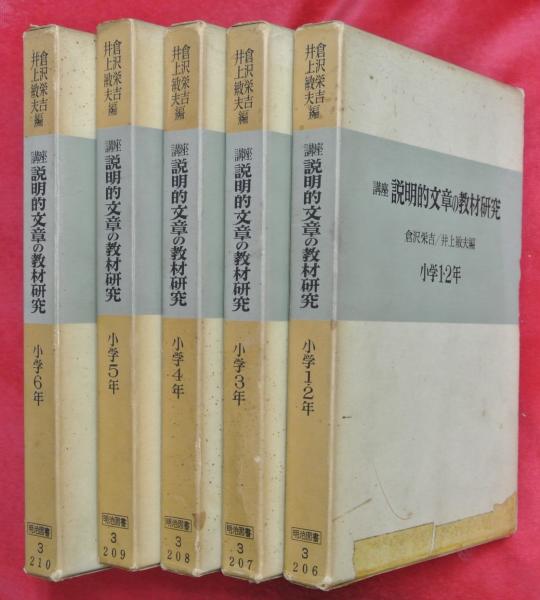 倉沢栄吉
井上敏夫編
講座
説明的文章の教材研究
小学6年
明治図書
3
210
倉沢栄吉
井上敏夫編
講座
説明的文章の教材研究
小学5年
明治図書
3
209
倉沢栄吉
井上敏夫編
講座
説明的文章の教材研究
小学4年
明治図書
3
208
倉沢栄吉
井上敏夫編
講座
説明的文章の教材研究
小学3年
明治図書
3
207
倉沢栄吉
井上敏夫編
講座
説明的文章の教材研究
小学1·2年
明治図書
3
206
講座 説明的文章の教材研究
倉沢栄吉/井上敏夫編
小学1·2年